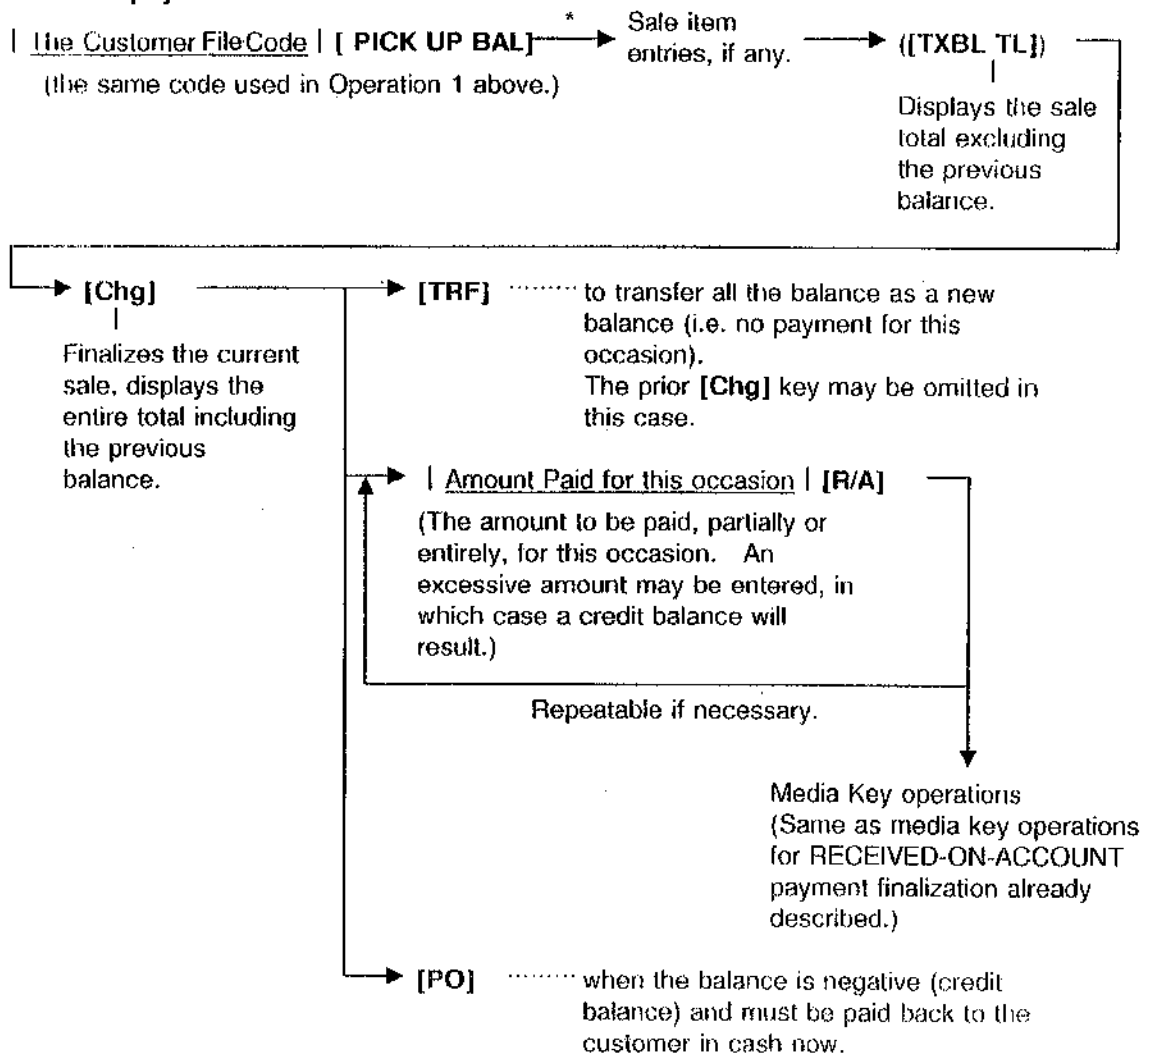 | the Customer File Code | [ PICK UP BAL] * Sale item entries, if any. ([TXBL TL])
(the same code used in Operation 1 above.)
Displays the sale
total excluding
the previous
balance.
[Chg]
Finalizes the current
sale, displays the
entire total including
the previous
balance.
[TRF] ········· to transfer all the balance as a new
balance (i.e. no payment for this
occasion).
The prior [Chg] key may be omitted in
this case.
| Amount Paid for this occasion | [R/A]
(The amount to be paid, partially or
entirely, for this occasion. An
excessive amount may be entered, in
which case a credit balance will
result.)
Repeatable if necessary.
Media Key operations
(Same as media key operations
for RECEIVED-ON-ACCOUNT
payment finalization already
described.)
[PO] ········· when the balance is negative (credit
balance) and must be paid back to the
customer in cash now.